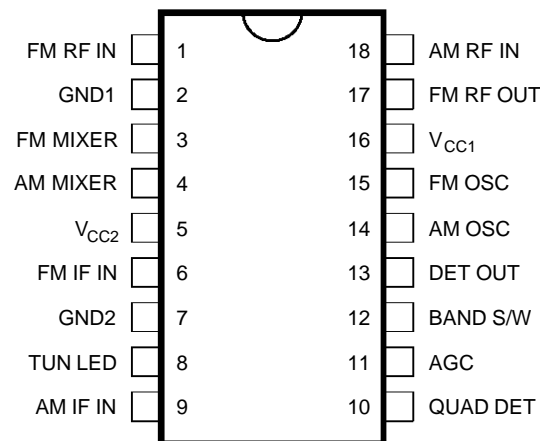 FM RF IN 1 18 AM RF IN
GND1 2 17 FM RF OUT
FM MIXER 3 16 VCC1
AM MIXER 4 15 FM OSC
VCC2 5 14 AM OSC
FM IF IN 6 13 DET OUT
GND2 7 12 BAND S/W
TUN LED 8 11 AGC
AM IF IN 9 10 QUAD DET